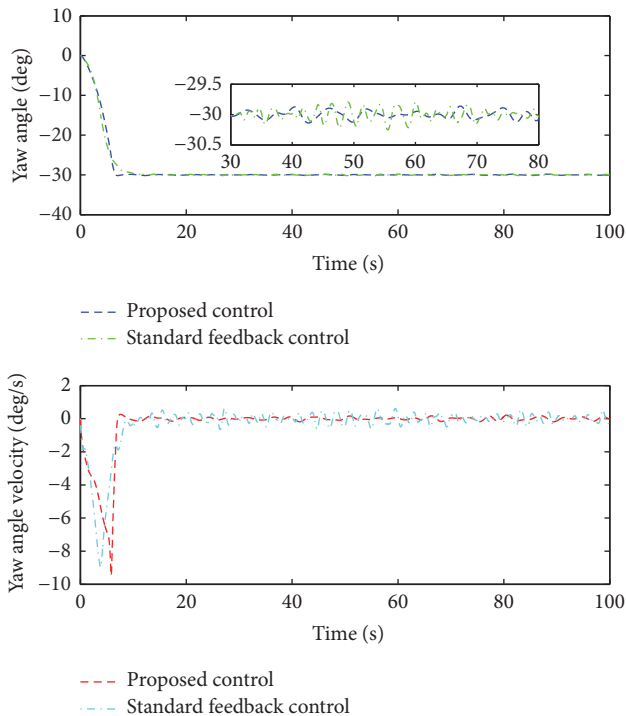 Yaw angle (deg)
10
0
−10
−20
−30
−40
−29.5
−30
−30.5
30 40 50 60 70 80
0 20 40 60 80 100
Time (s)
Proposed control
Standard feedback control
Yaw angle velocity (deg/s)
2
0
−2
−4
−6
−8
−10
0 20 40 60 80 100
Time (s)
Proposed control
Standard feedback control